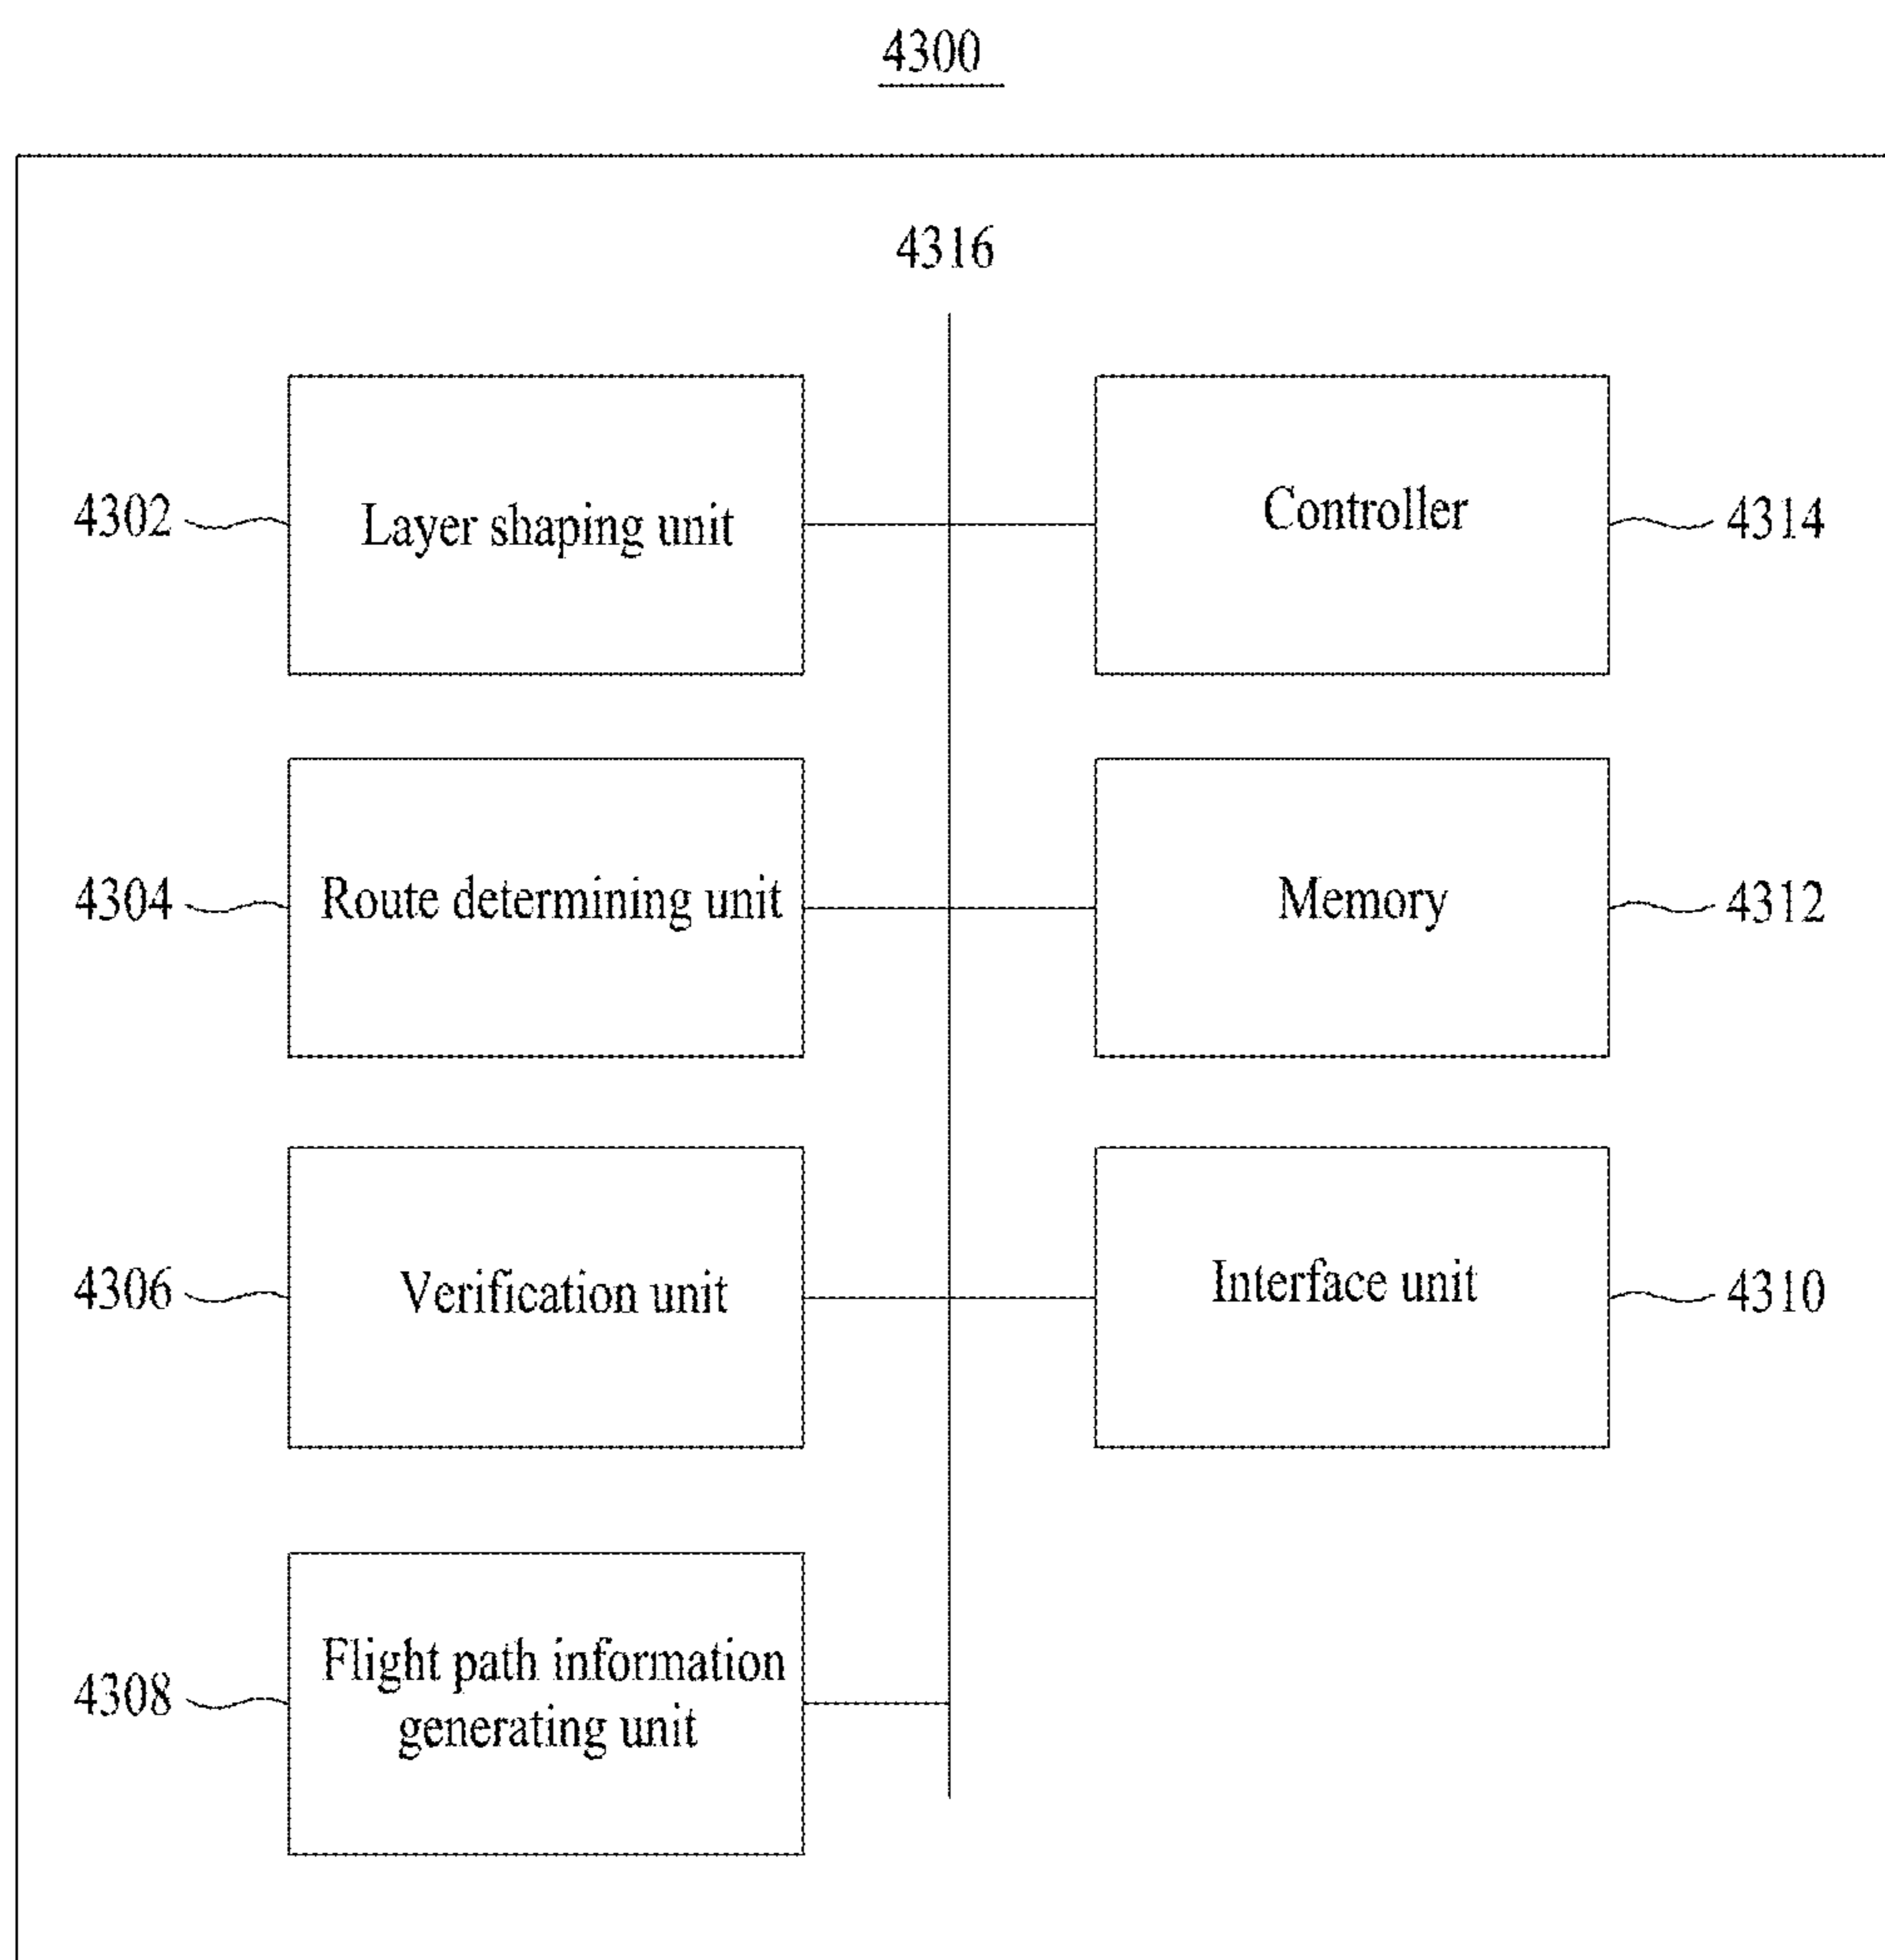 4300
4316
4302
Layer shaping unit
Controller
4314
4304
Route determining unit
Memory
4312
4306
Verification unit
Interface unit
4310
4308
Flight path information
generating unit